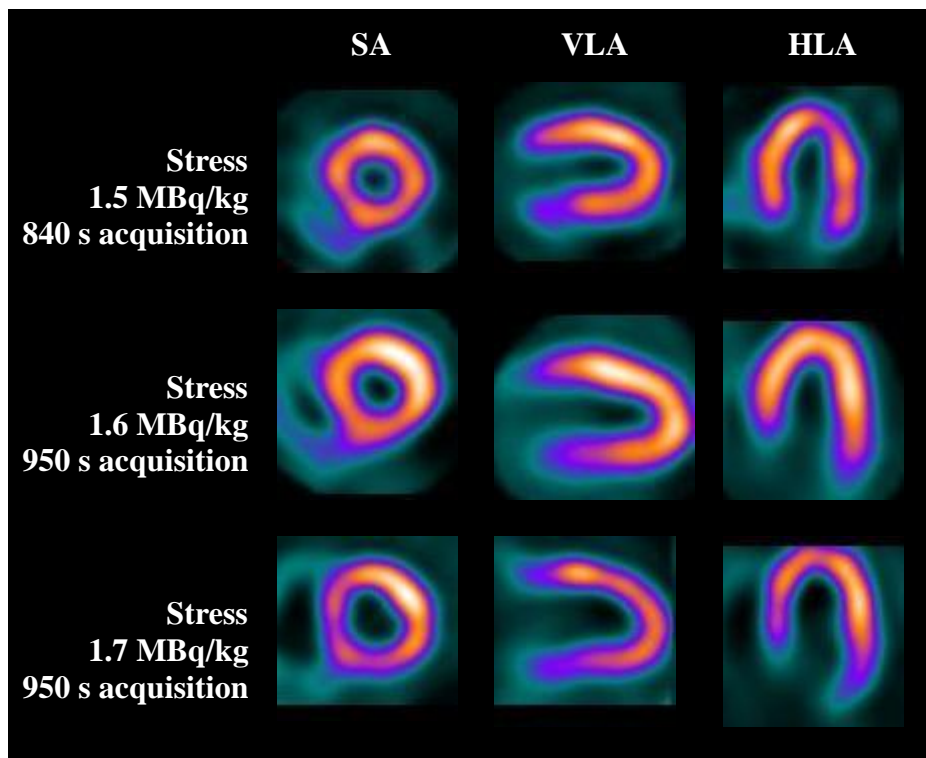 SA VLA HLA
Stress
1.5 MBq/kg
840 s acquisition
Stress
1.6 MBq/kg
950 s acquisition
Stress
1.7 MBq/kg
950 s acquisition